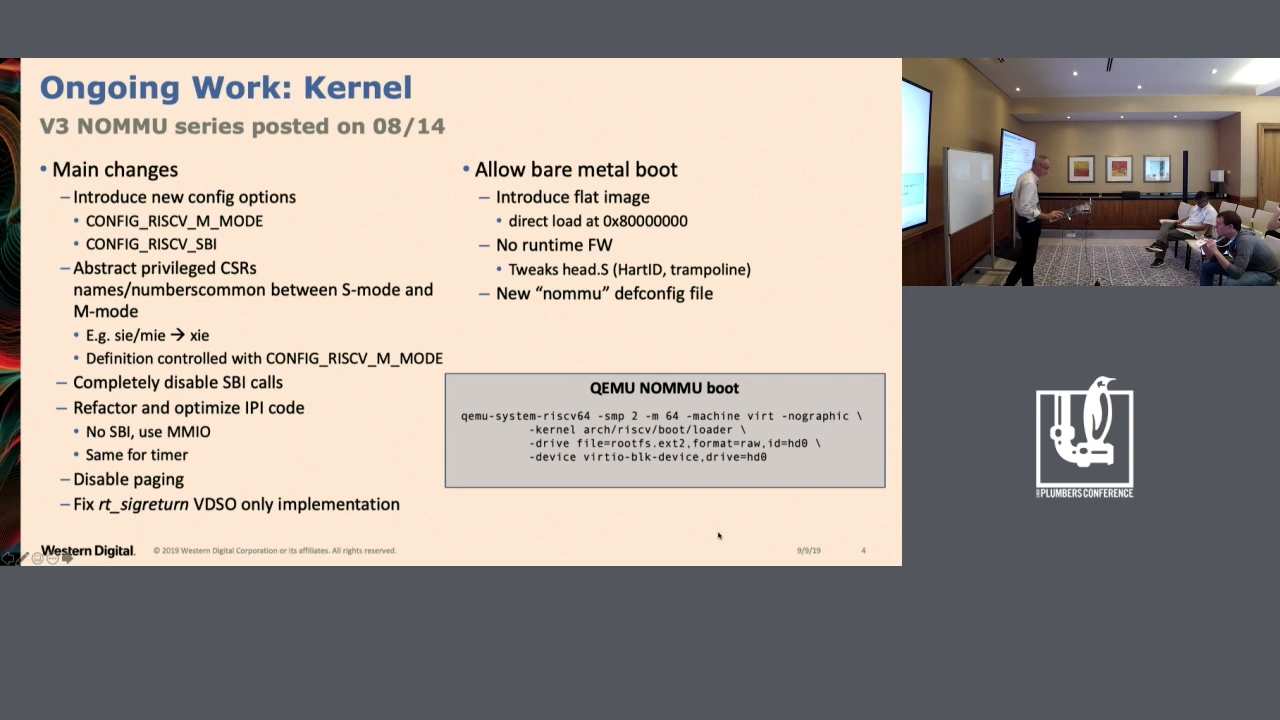 Ongoing Work: Kernel
V3 NOMMU series posted on 08/14
• Main changes
– Introduce new config options
• CONFIG_RISCV_M_MODE
• CONFIG_RISCV_SBI
– Abstract privileged CSRs
names/numberscommon between S-mode and
M-mode
• E.g. sie/mie → xie
• Definition controlled with CONFIG_RISCV_M_MODE
– Completely disable SBI calls
– Refactor and optimize IPI code
• No SBI, use MMIO
• Same for timer
– Disable paging
– Fix rt_sigreturn VDSO only implementation
• Allow bare metal boot
– Introduce flat image
• direct load at 0x80000000
– No runtime FW
• Tweaks head.S (HartID, trampoline)
– New “nommu” defconfig file
QEMU NOMMU boot
qemu-system-riscv64 -smp 2 -m 64 -machine virt -nographic \
-kernel arch/riscv/boot/loader \
-drive file=rootfs.ext2,format=raw,id=hd0 \
-device virtio-blk-device,drive=hd0
Western Digital.
© 2019 Western Digital Corporation or its affiliates. All rights reserved.
9/9/19
4
PLUMBERS CONFERENCE